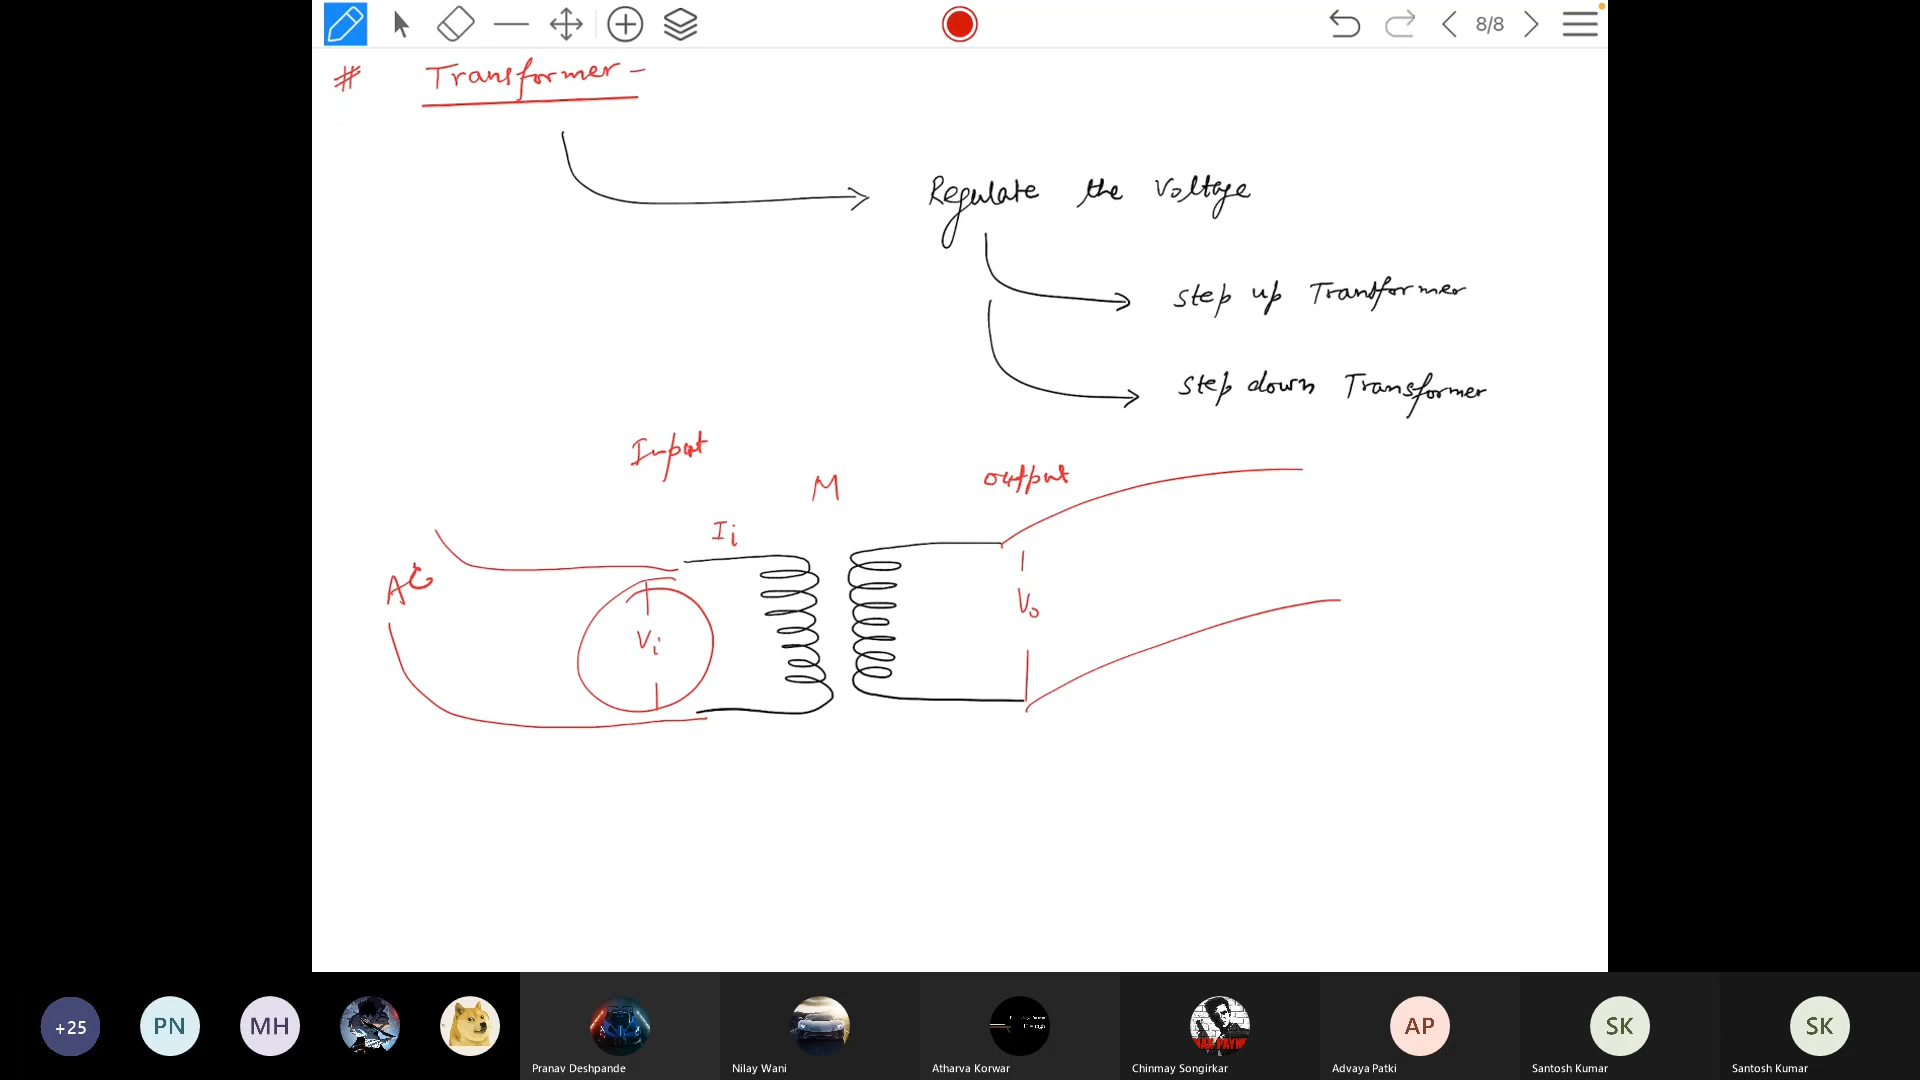 8/8
# Transformer -
Regulate the Voltage
Step up Transformer
Step down Transformer
Input
M
output
Ii
AC
Vi
Vo
+25
PN
MH
AP
SK
SK
MAX PAYNE
Pranav Deshpande
Nilay Wani
Atharva Korwar
Chinmay Songirkar
Advaya Patki
Santosh Kumar
Santosh Kumar